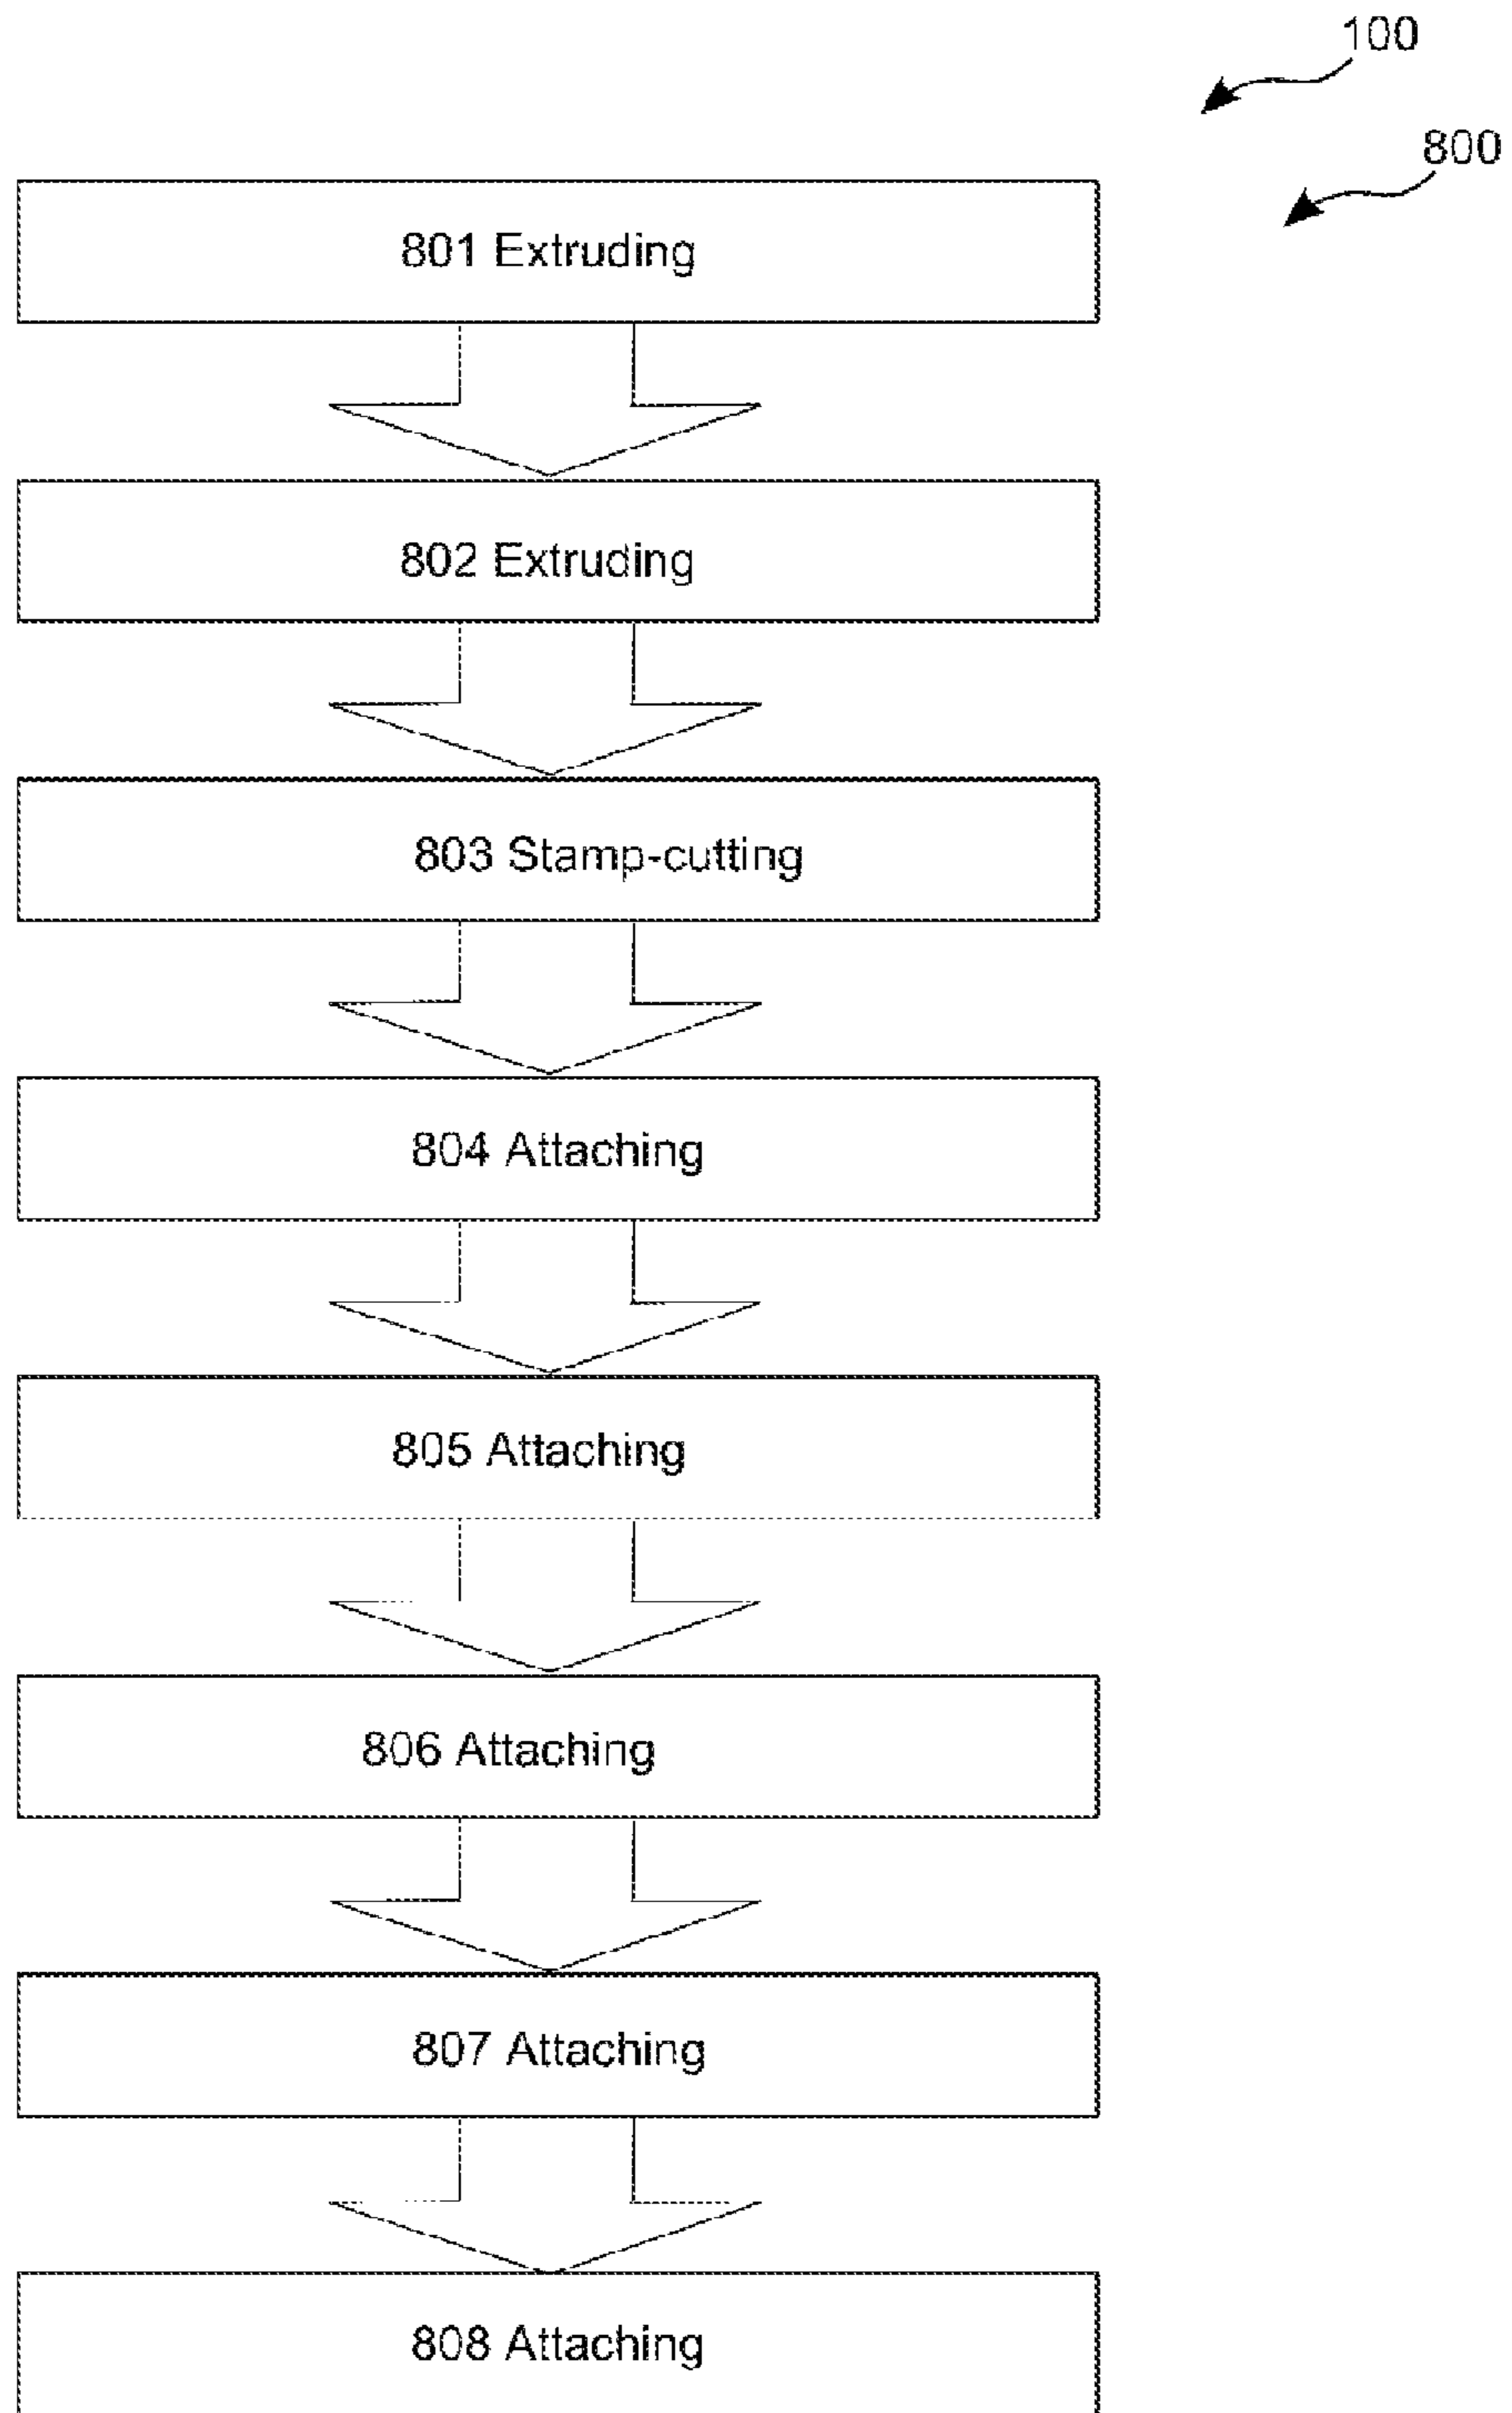 100
800
801 Extruding
802 Extruding
803 Stamp-cutting
804 Attaching
805 Attaching
806 Attaching
807 Attaching
808 Attaching